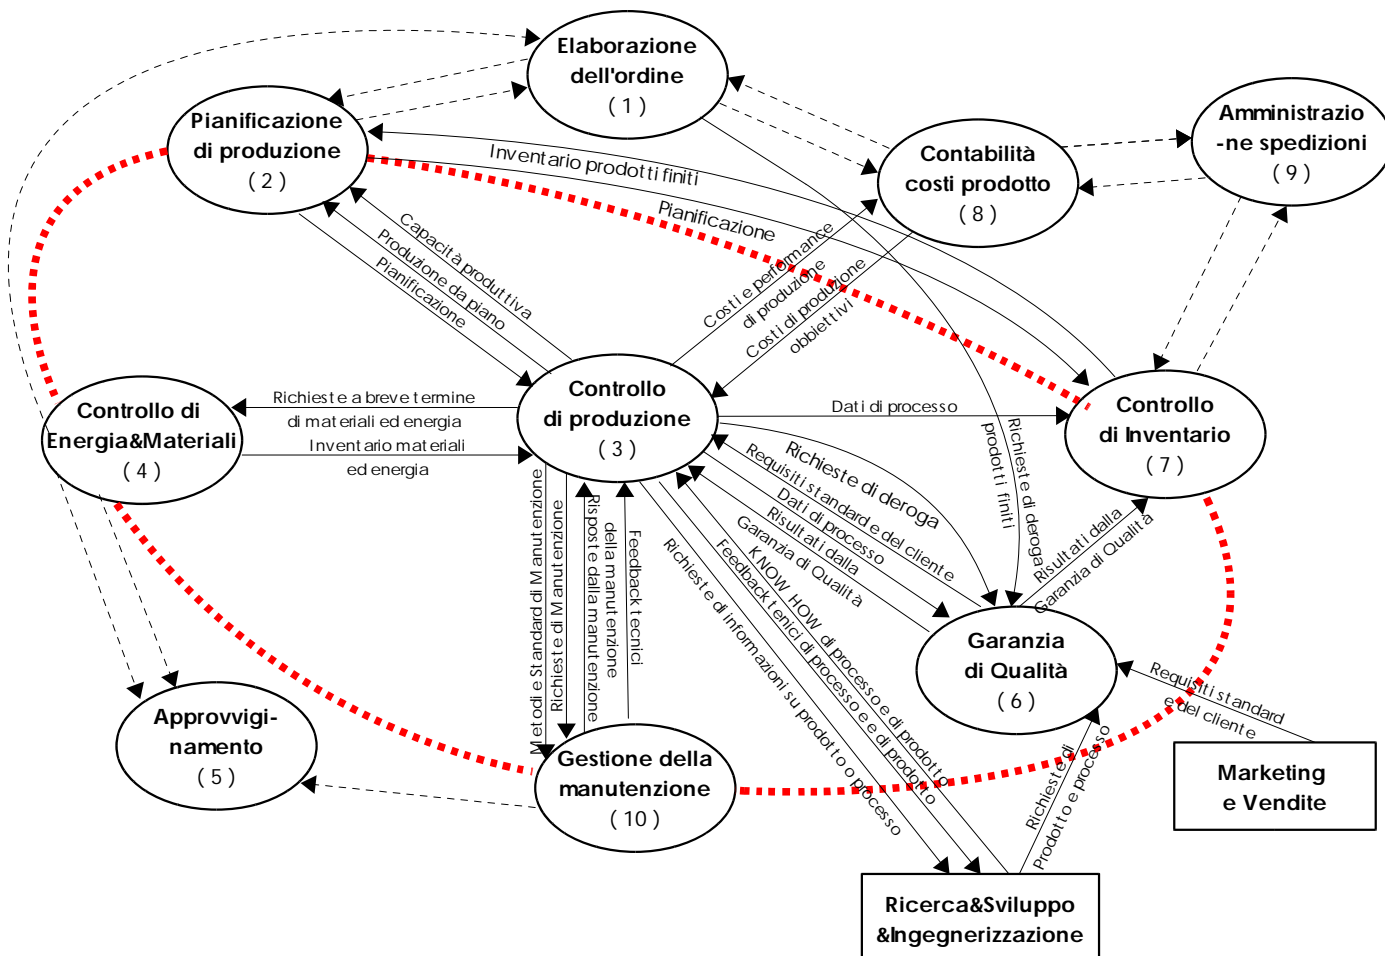 Elaborazione
dell'ordine
( 1 )
Pianificazione
di produzione
( 2 )
Amministrazio
-ne spedizioni
( 9 )
Contabilità
costi prodotto
( 8 )
Inventario prodotti finiti
Pianificazione
Capacità produttiva
Produzione da piano
Pianificazione
Costi e performance
di produzione
Costi di produzione
obbiettivi
Controllo di
Energia&Materiali
( 4 )
Richieste a breve termine
di materiali ed energia
Inventario materiali
ed energia
Controllo
di produzione
( 3 )
Dati di processo
Controllo
di Inventario
( 7 )
Richieste di deroga
prodotti finiti
Richieste di deroga
Requisiti standard e del cliente
Dati di processo
Risultati dalla
Garanzia di Qualità
Risultati dalla
Garanzia di Qualità
Metodi e Standard di Manutenzione
Richieste di Manutenzione
Risposte dalla manutenzione
della manutenzione
Feedback tecnici
KNOW HOW di processo e di prodotto
Feedback tenici di processo e di prodotto
Richieste di informazioni su prodotto o processo
Garanzia
di Qualità
( 6 )
Requisiti standard
e del cliente
Approvvigi-
namento
( 5 )
Gestione della
manutenzione
( 10 )
Richieste di
Prodotto e processo
Marketing
e Vendite
Ricerca&Sviluppo
&Ingegnerizzazione